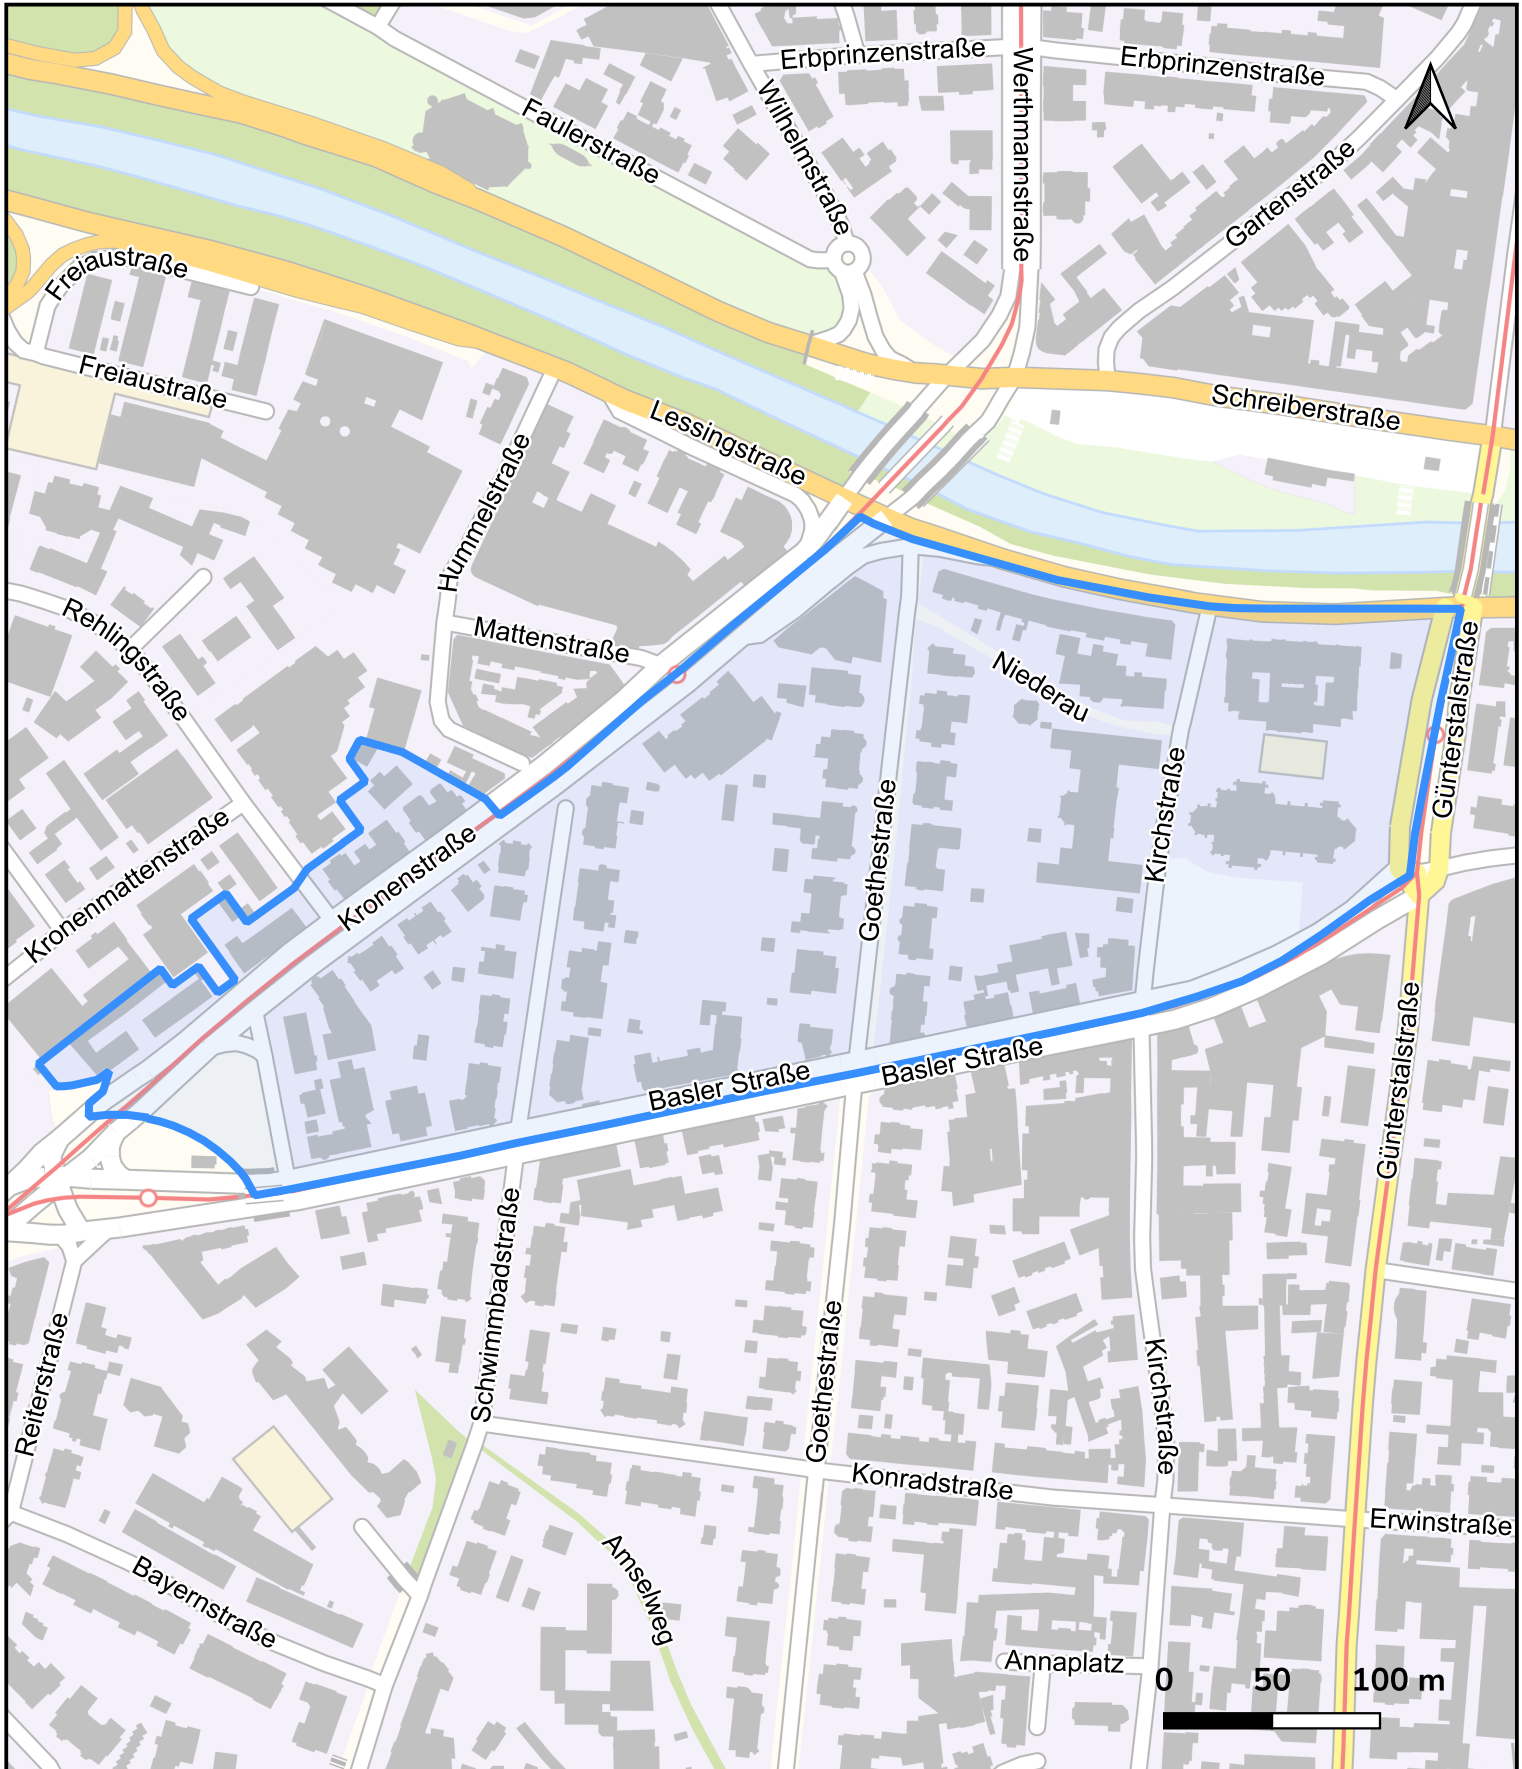 Erbprinzenstraße
Erbprinzenstraße
Werthmannstraße
Wilhelmstraße
Faulerstraße
Gartenstraße
Freiaustraße
Freiaustraße
Schreiberstraße
Lessingstraße
Hummelstraße
Rehlingstraße
Mattenstraße
Niederau
Günterstalstraße
Kirchstraße
Goethestraße
Kronenstraße
Kronenmattenstraße
Basler Straße
Basler Straße
Günterstalstraße
Schwimmbadstraße
Reiterstraße
Goethestraße
Kirchstraße
Konradstraße
Erwinstraße
Amselweg
Bayernstraße
Annaplatz
0 50 100 m